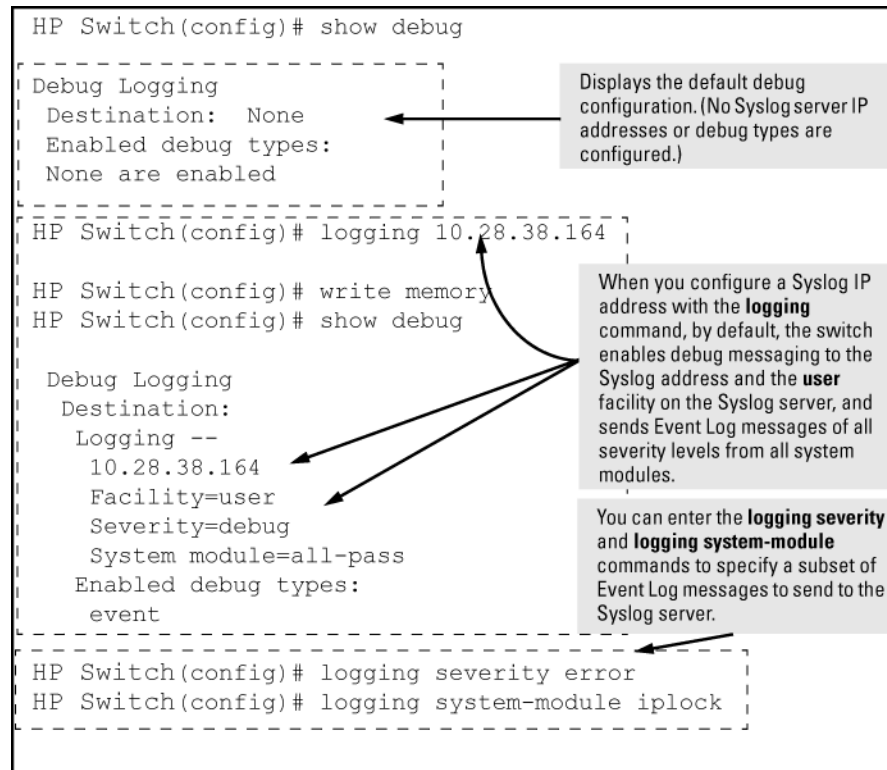 HP Switch(config)# show debug
Debug Logging
Destination: None
Enabled debug types:
None are enabled
Displays the default debug
configuration. (No Syslog server IP
addresses or debug types are
configured.)
HP Switch(config)# logging 10.28.38.164
HP Switch(config)# write memory
HP Switch(config)# show debug
Debug Logging
Destination:
Logging --
10.28.38.164
Facility=user
Severity=debug
System module=all-pass
Enabled debug types:
event
When you configure a Syslog IP
address with the logging
command, by default, the switch
enables debug messaging to the
Syslog address and the user
facility on the Syslog server, and
sends Event Log messages of all
severity levels from all system
modules.
You can enter the logging severity
and logging system-module
commands to specify a subset of
Event Log messages to send to the
Syslog server.
HP Switch(config)# logging severity error
HP Switch(config)# logging system-module iplock